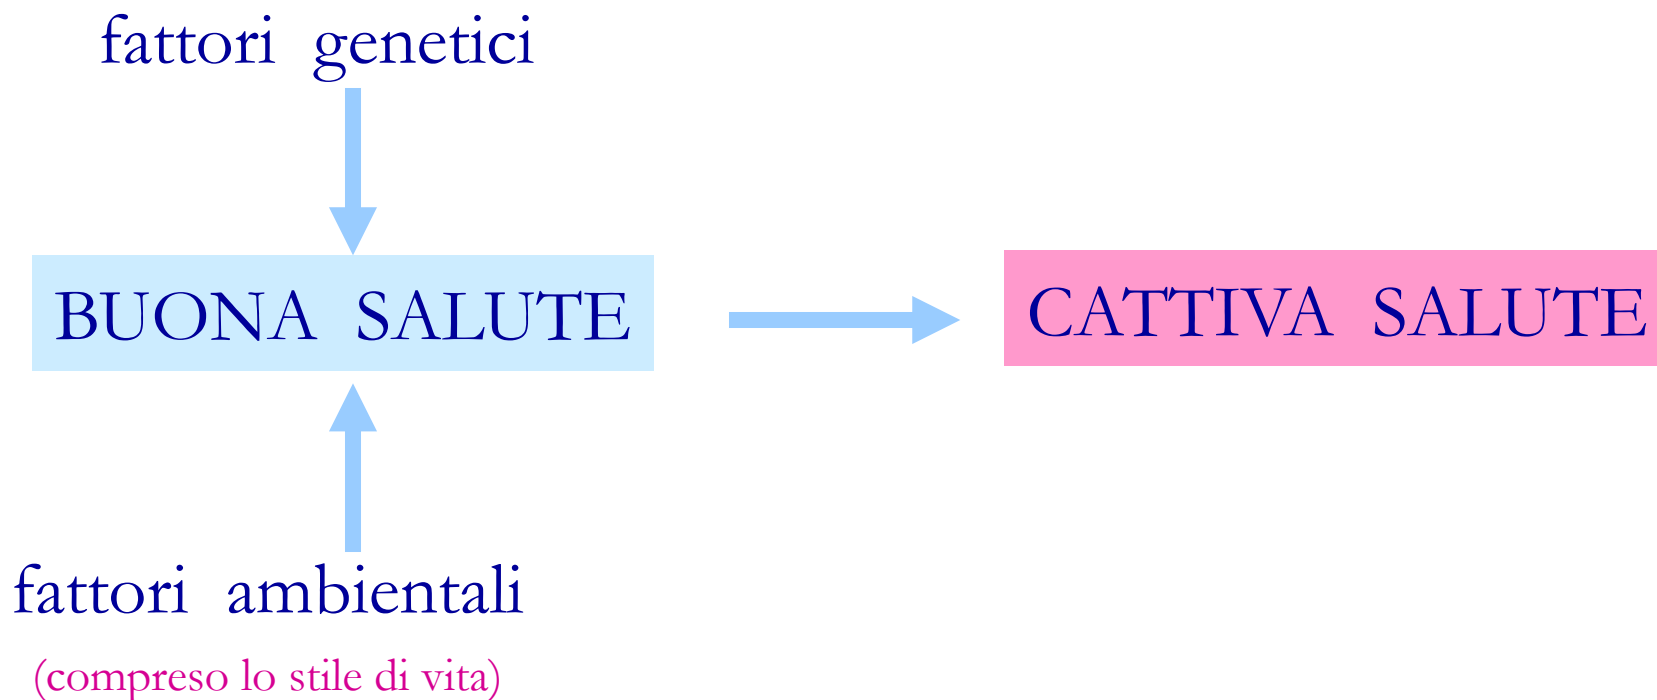 fattori genetici
BUONA SALUTE
CATTIVA SALUTE
fattori ambientali
(compreso lo stile di vita)